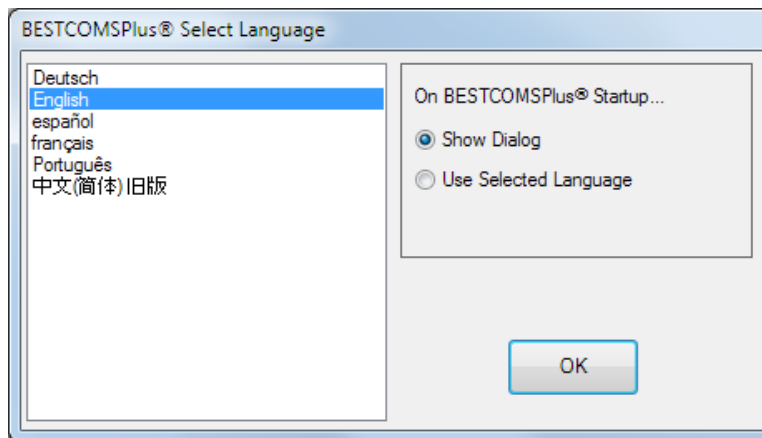 BESTCOMSPlus® Select Language
Deutsch
English
español
français
Português
中文(简体) 旧版
On BESTCOMSPlus® Startup...
Show Dialog
Use Selected Language
OK